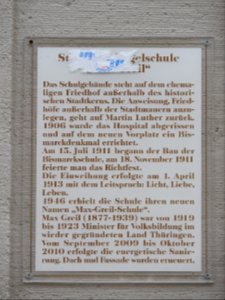 St gelschule
eil"
Das Schulgebäude steht auf dem ehema-
ligen Friedhof außerhalb des histori-
schen Stadtkerns. Die Anweisung, Fried-
höfe außerhalb der Stadtmauern anzu-
legen, geht auf Martin Luther zurück.
1906 wurde das Hospital abgerissen
und auf dem neuen Vorplatz ein Bis-
marckdenkmal errichtet.
Am 15. Juli 1911 begann der Bau der
Bismarckschule, am 18. November 1911
feierte man das Richtfest.
Die Einweihung erfolgte am 1. April
1913 mit dem Leitspruch: Licht, Liebe,
Leben.
1946 erhielt die Schule ihren neuen
Namen „Max-Greil-Schule".
Max Greil (1877-1939) war von 1919
bis 1923 Minister für Volksbildung im
wieder gegründeten Land Thüringen.
Vom September 2009 bis Oktober
2010 erfolgte die energetische Sanie-
rung. Dach und Fassade wurden erneuert.